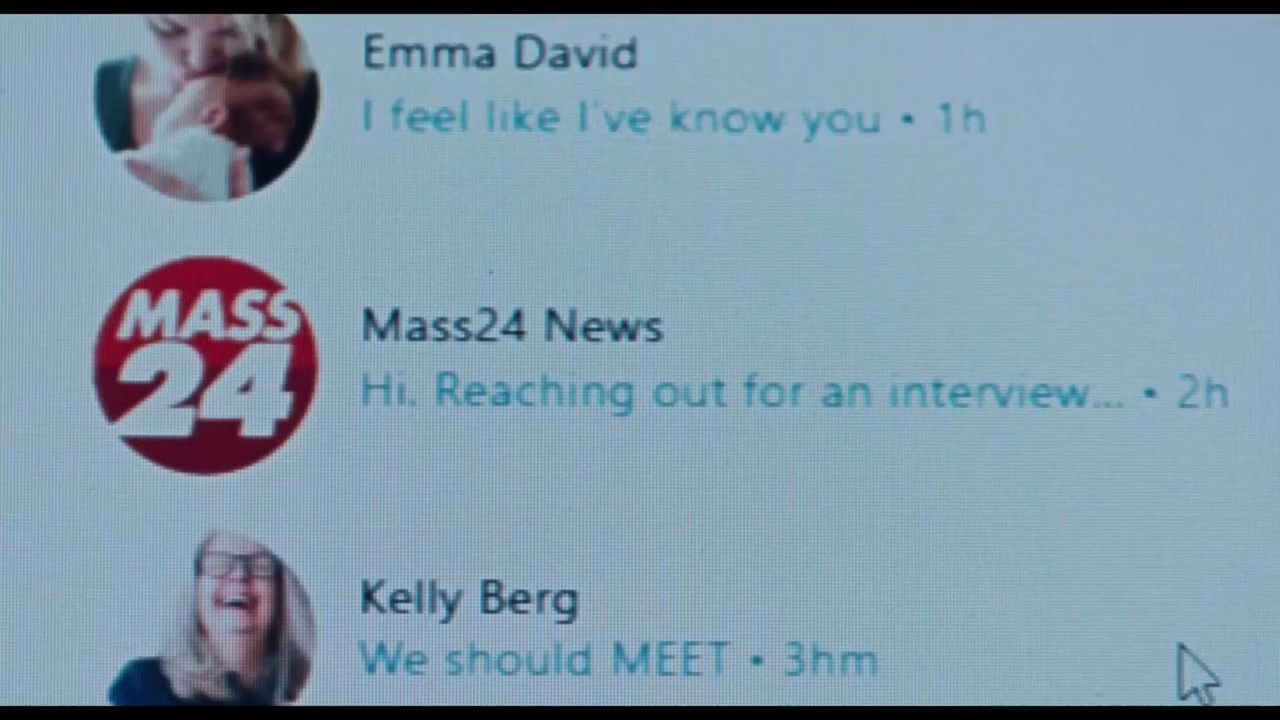 Emma David
I feel like I've know you • 1h
MASS
24
Mass24 News
Hi. Reaching out for an interview... • 2h
Kelly Berg
We should MEET • 3hm